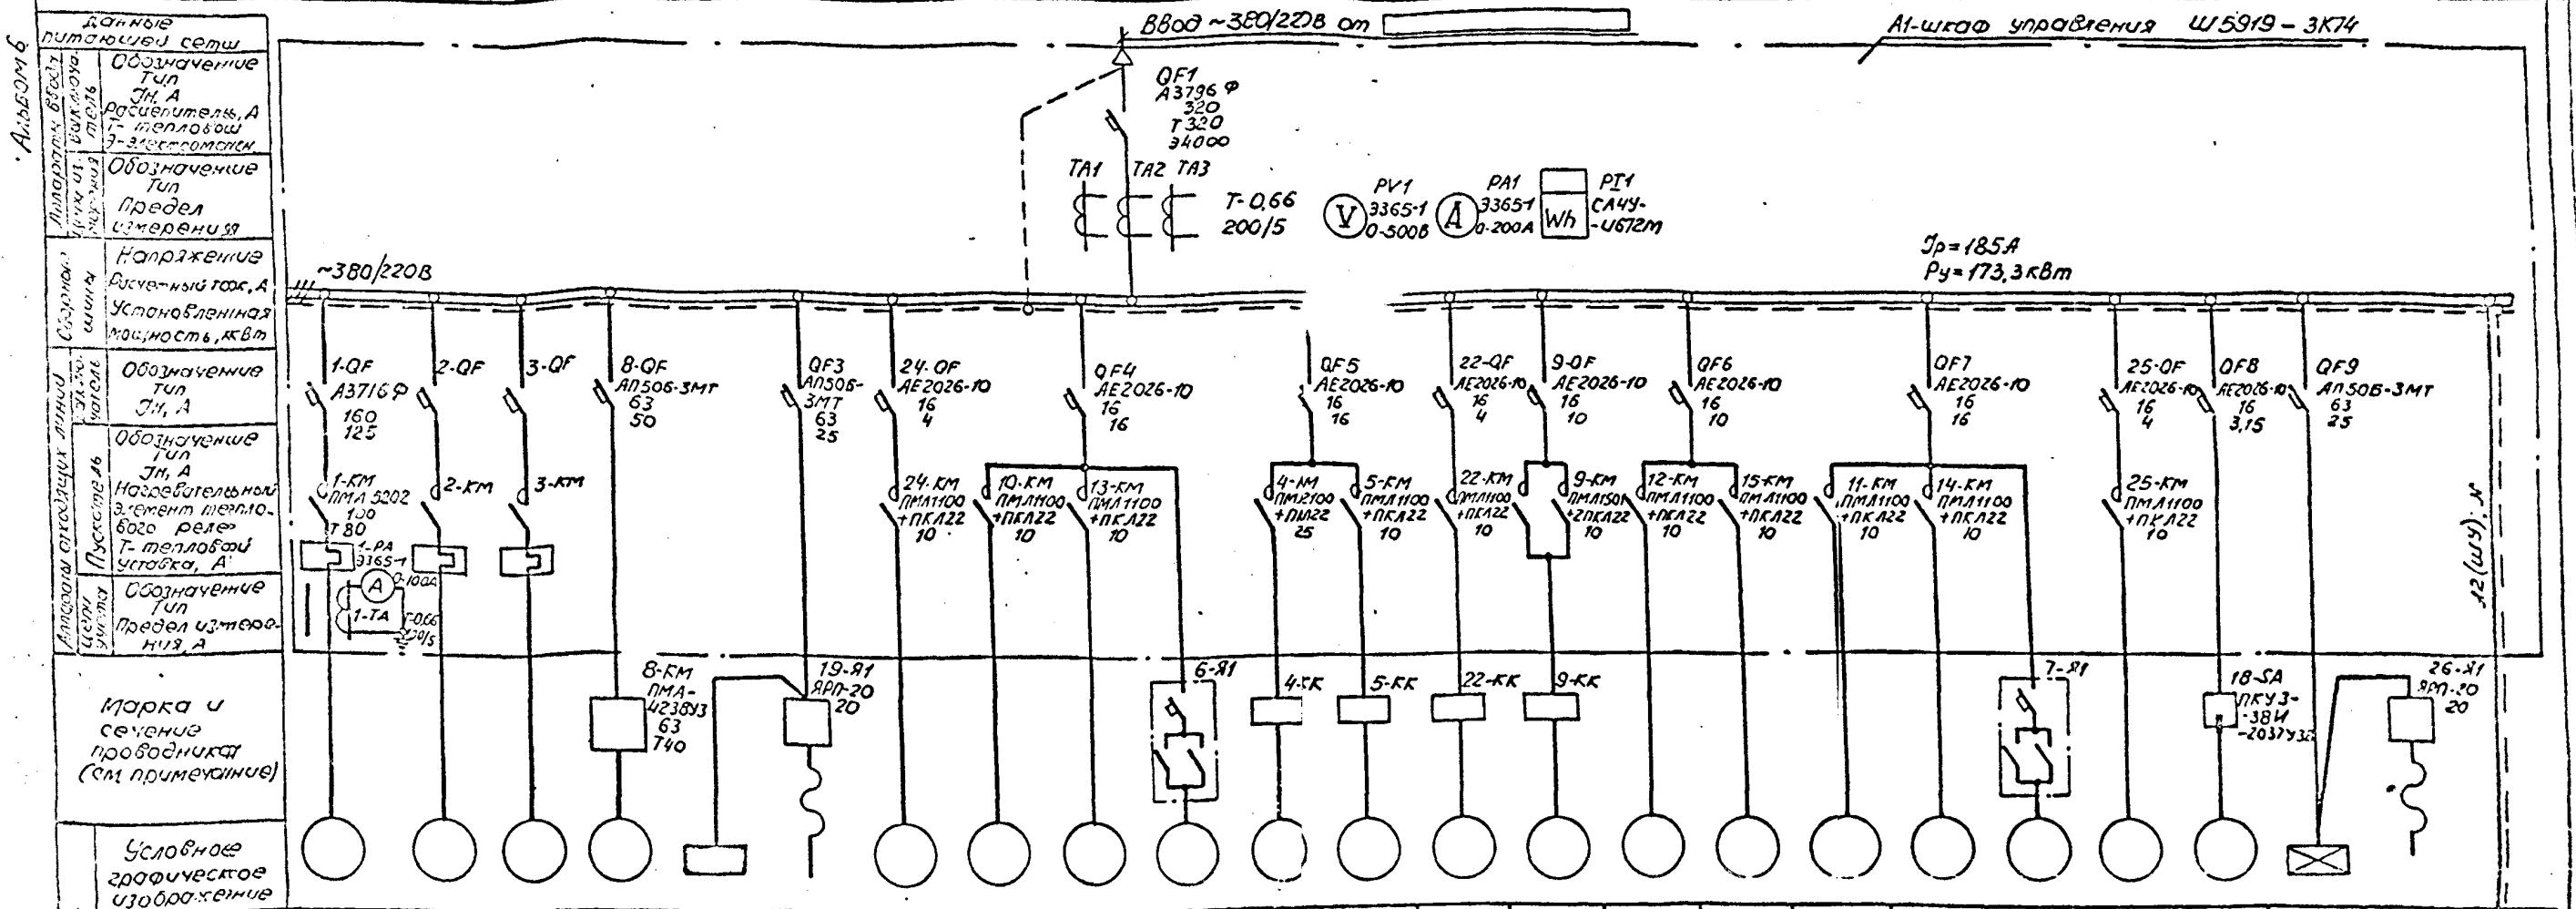 Альбом 6
данные
питающей сети
Ввод ~380/220В от
А1-шкаф управления Ш5919-3К74
Аппараты ввода
выключатель
Обозначение
Тип
Iн, А
Расцепитель, А
Т-тепловой
Э-электромагн.
QF1
А3796Ф
320
Т320
Э4000
Обозначение
Тип
Предел
измерения
ТА1
ТА2
ТА3
Т-0,66
200/5
V
PV1
Э365-1
0-500В
A
PA1
Э365-1
0-200А
Wh
PI1
СА4У-
-И672М
Сборные
шины
Напряжение
Расчетный ток, А
Установленная
мощность, кВт
~380/220В
Iр=185А
Ру=173,3кВт
Аппараты отходящих линий
Обозначение
Тип
Iн, А
1-QF
А3716Ф
160
125
2-QF
3-QF
8-QF
АП50Б-3МТ
63
50
QF3
АП50Б-
3МТ
63
25
24-QF
АЕ2026-10
16
4
QF4
АЕ2026-10
16
16
QF5
АЕ2026-10
16
16
22-QF
АЕ2026-10
16
4
9-QF
АЕ2026-10
16
10
QF6
АЕ2026-10
16
10
QF7
АЕ2026-10
16
16
25-QF
АЕ2026-10
16
4
QF8
АЕ2026-10
16
3,15
QF9
АП50Б-3МТ
63
25
Пускатель
Обозначение
Тип
Iн, А
Нагревательный
элемент тепло-
вого реле
Т-тепловой
уставка, А
1-КМ
ПМЛ 5202
100
Т80
2-КМ
3-КМ
24-КМ
ПМЛ1100
+ПКЛ22
10
10-КМ
ПМЛ1100
+ПКЛ22
10
13-КМ
ПМЛ1100
+ПКЛ22
10
4-КМ
ПМЛ2100
+ПКЛ22
25
5-КМ
ПМЛ1100
+ПКЛ22
10
22-КМ
ПМЛ1100
+ПКЛ22
10
9-КМ
ПМЛ1501
+2ПКЛ22
10
12-КМ
ПМЛ1100
+ПКЛ22
10
15-КМ
ПМЛ1100
+ПКЛ22
10
11-КМ
ПМЛ1100
+ПКЛ22
10
14-КМ
ПМЛ1100
+ПКЛ22
10
25-КМ
ПМЛ1100
+ПКЛ22
10
А2(ШУ); N
Обозначение
Тип
Предел измере-
ния, А
1-PA
Э365-1
0-100А
A
1-ТА
Т-0,66
Марка и
сечение
проводника
(см примечание)
8-КМ
ПМА-
423ВУ3
63
Т40
19-Я1
ЯРП-20
20
6-Я1
4-КК
5-КК
22-КК
9-КК
7-Я1
18-SA
ПКУ3-
-38И
-2037У3
26-Я1
ЯРП-20
20
Условное
графическое
изображение